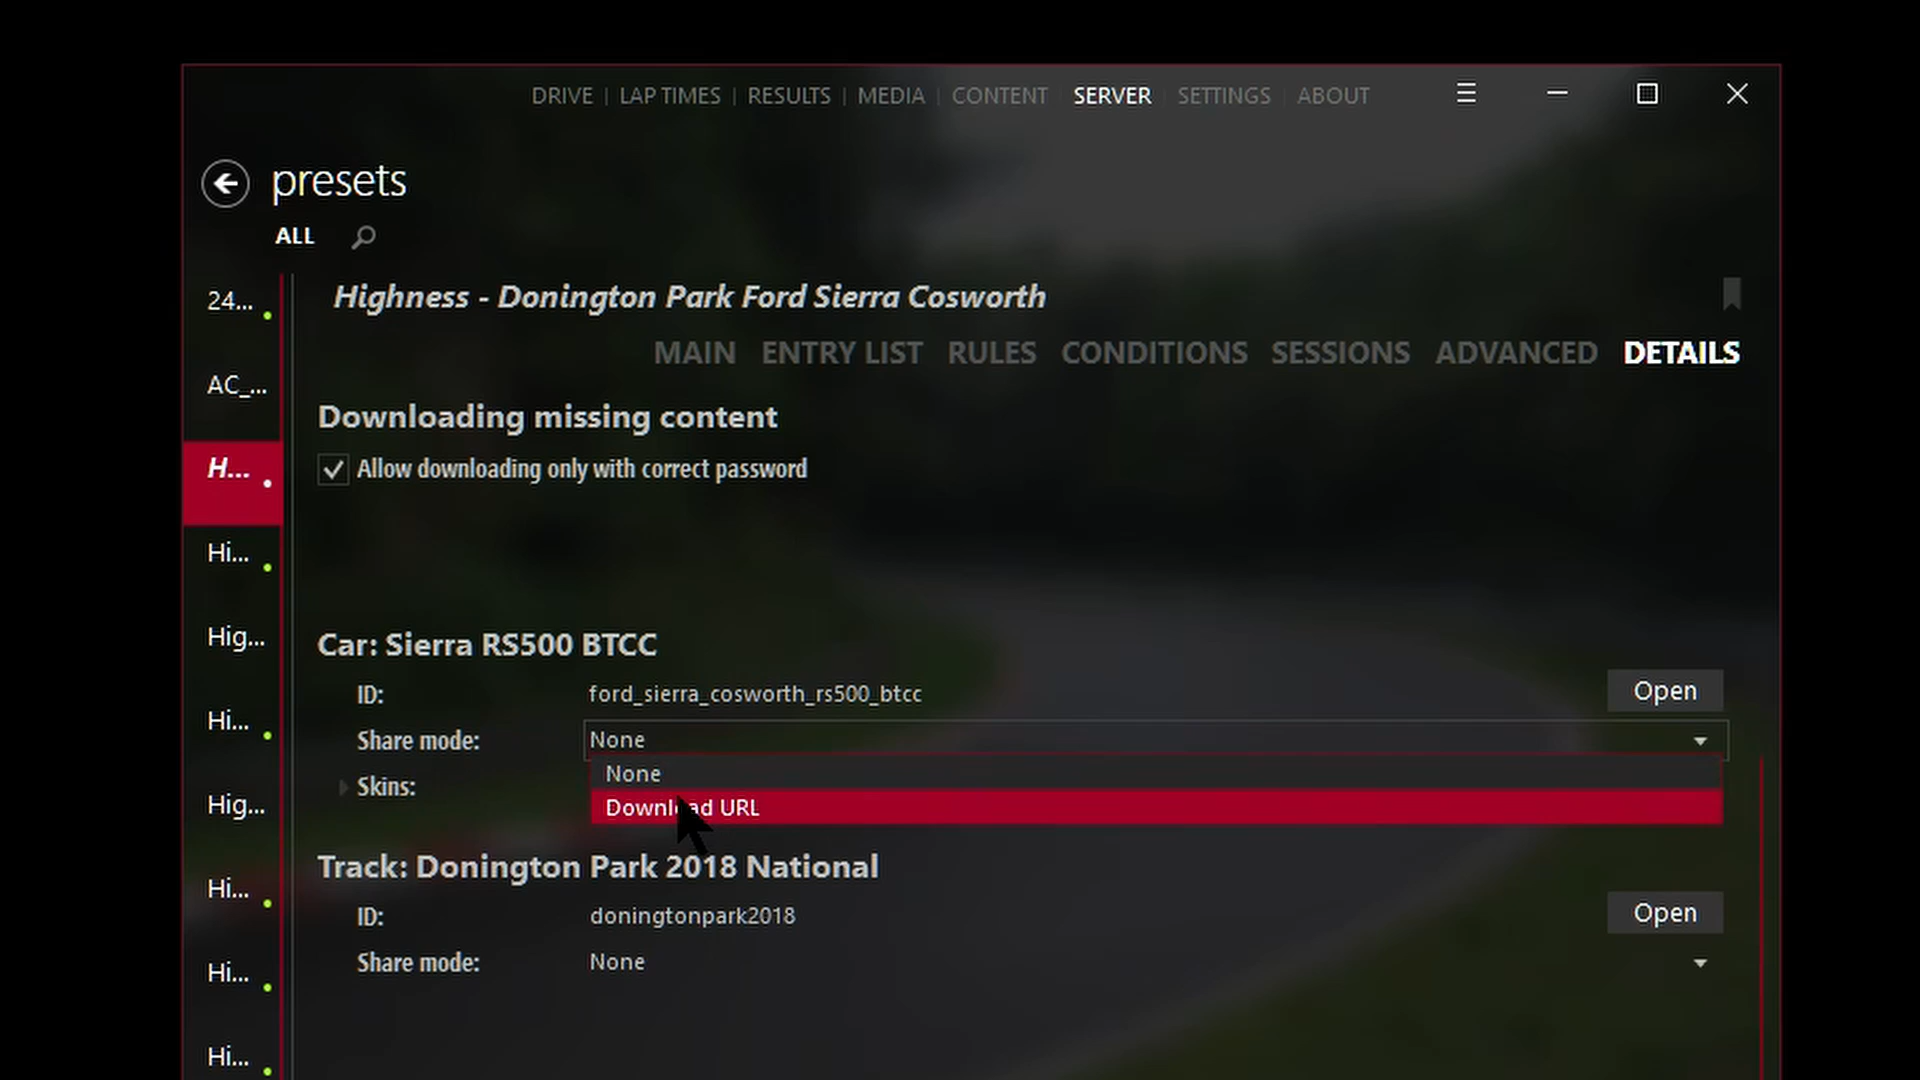 DRIVE | LAP TIMES | RESULTS | MEDIA | CONTENT | SERVER | SETTINGS | ABOUT
presets
ALL
24...
AC_...
H...
Hi...
Hig...
Hi...
Hig...
Hi...
Hi...
Hi...
Highness - Donington Park Ford Sierra Cosworth
MAIN ENTRY LIST RULES CONDITIONS SESSIONS ADVANCED DETAILS
Downloading missing content
Allow downloading only with correct password
Car: Sierra RS500 BTCC
ID: ford_sierra_cosworth_rs500_btcc Open
Share mode: None
None
Skins:
Download URL
Track: Donington Park 2018 National
ID: doningtonpark2018 Open
Share mode: None